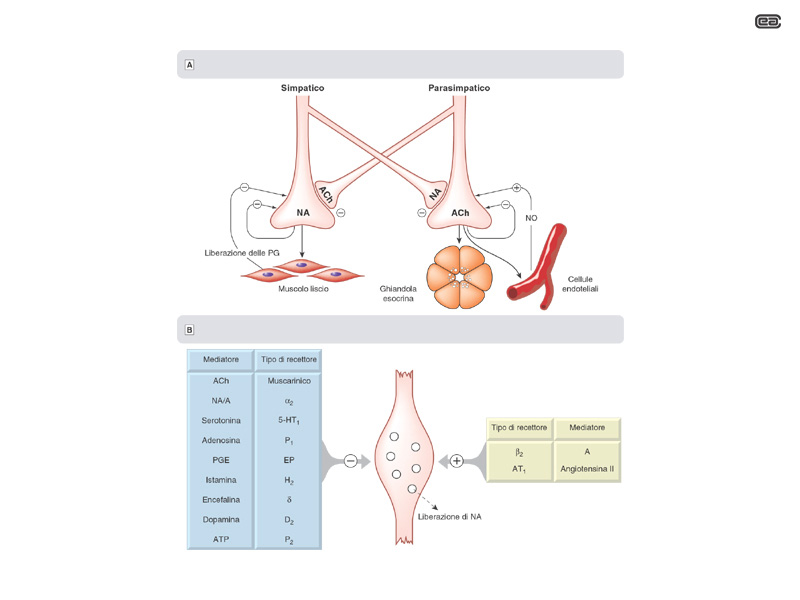 cea
A
Simpatico Parasimpatico
ACh NA
NA ACh
NO
Liberazione delle PG
Muscolo liscio
Ghiandola
esocrina
Cellule
endoteliali
B
Mediatore Tipo di recettore
ACh Muscarinico
NA/A α2
Serotonina 5-HT1
Adenosina P1
PGE EP
Istamina H2
Encefalina δ
Dopamina D2
ATP P2
Liberazione di NA
Tipo di recettore Mediatore
β2 A
AT1 Angiotensina II